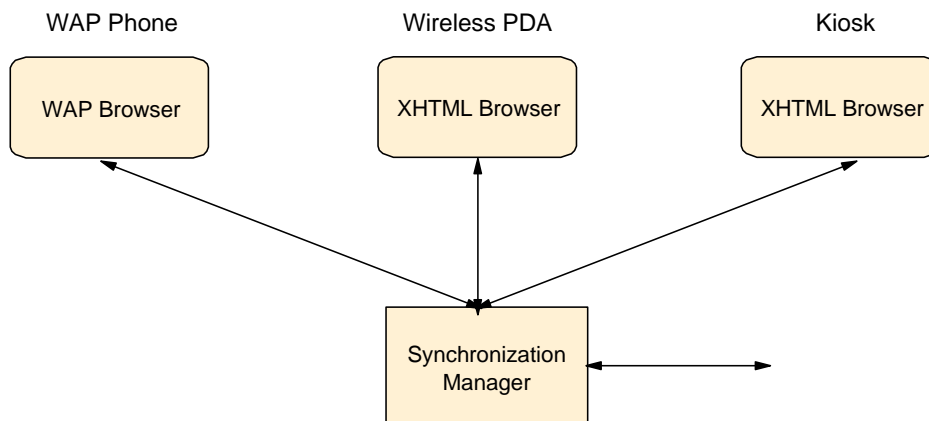 WAP Phone
Wireless PDA
Kiosk
WAP Browser
XHTML Browser
XHTML Browser
Synchronization
Manager